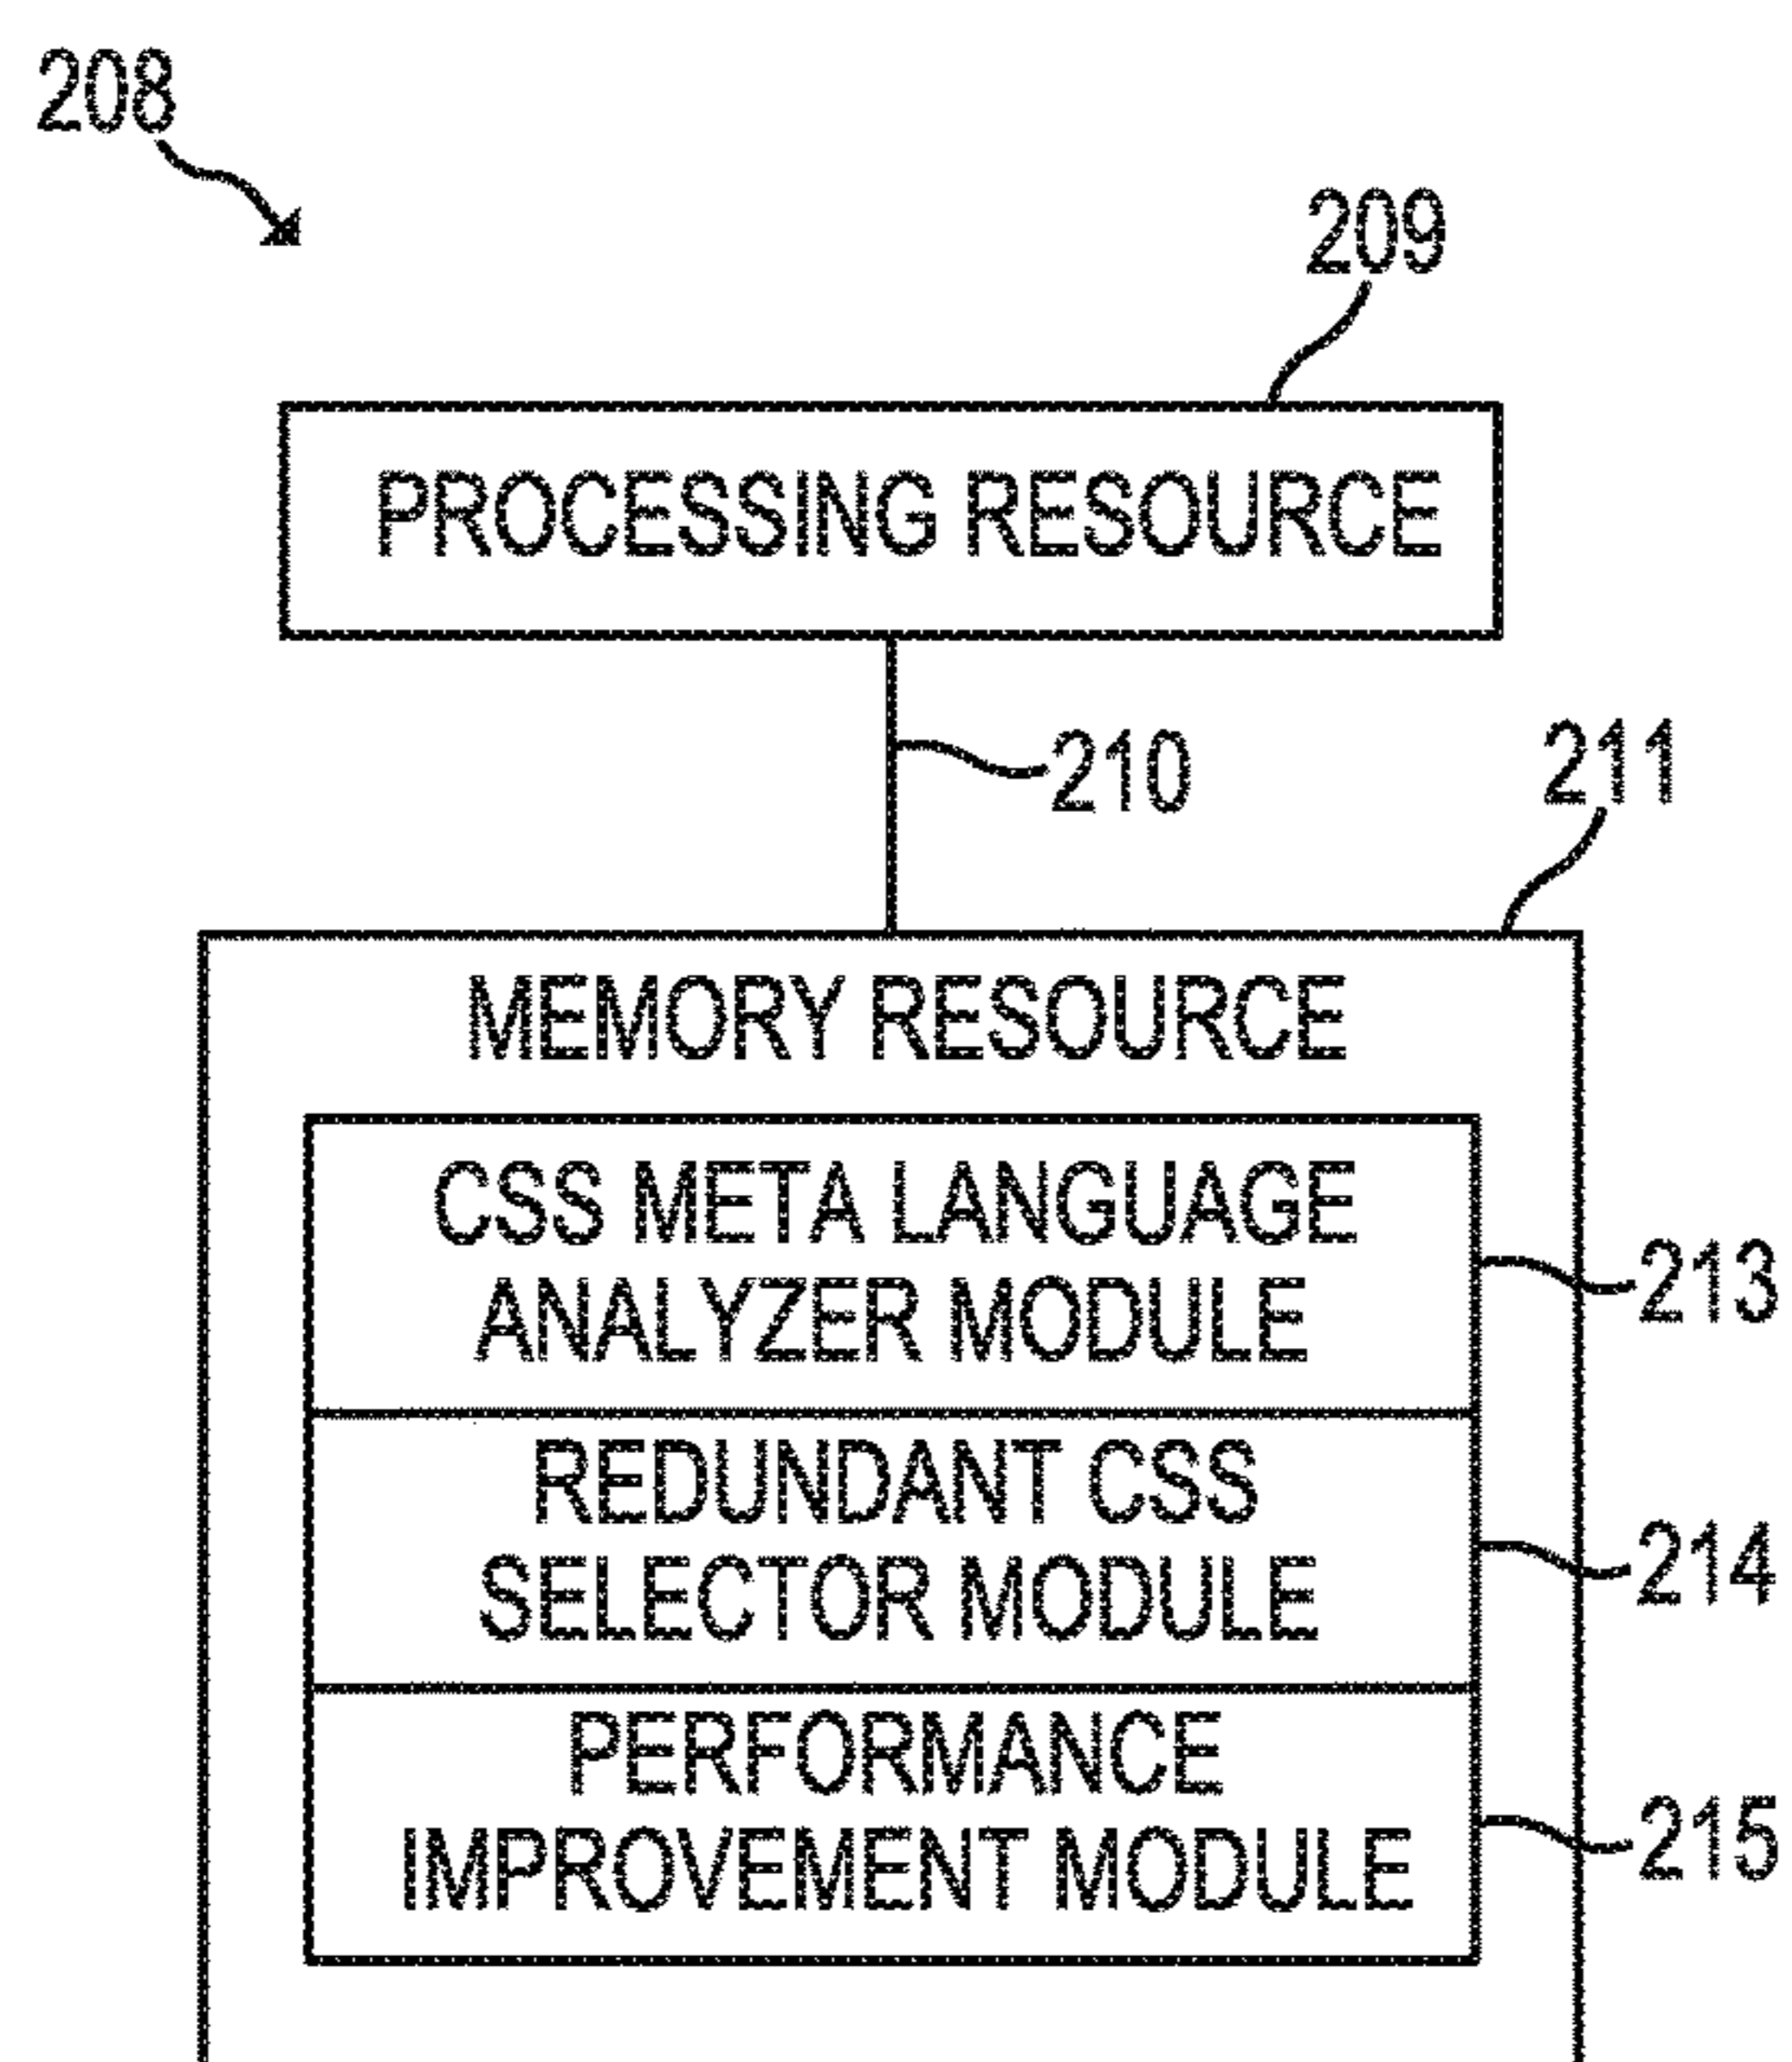 208
209
PROCESSING RESOURCE
210
211
MEMORY RESOURCE
CSS META LANGUAGE
ANALYZER MODULE
213
REDUNDANT CSS
SELECTOR MODULE
214
PERFORMANCE
IMPROVEMENT MODULE
215